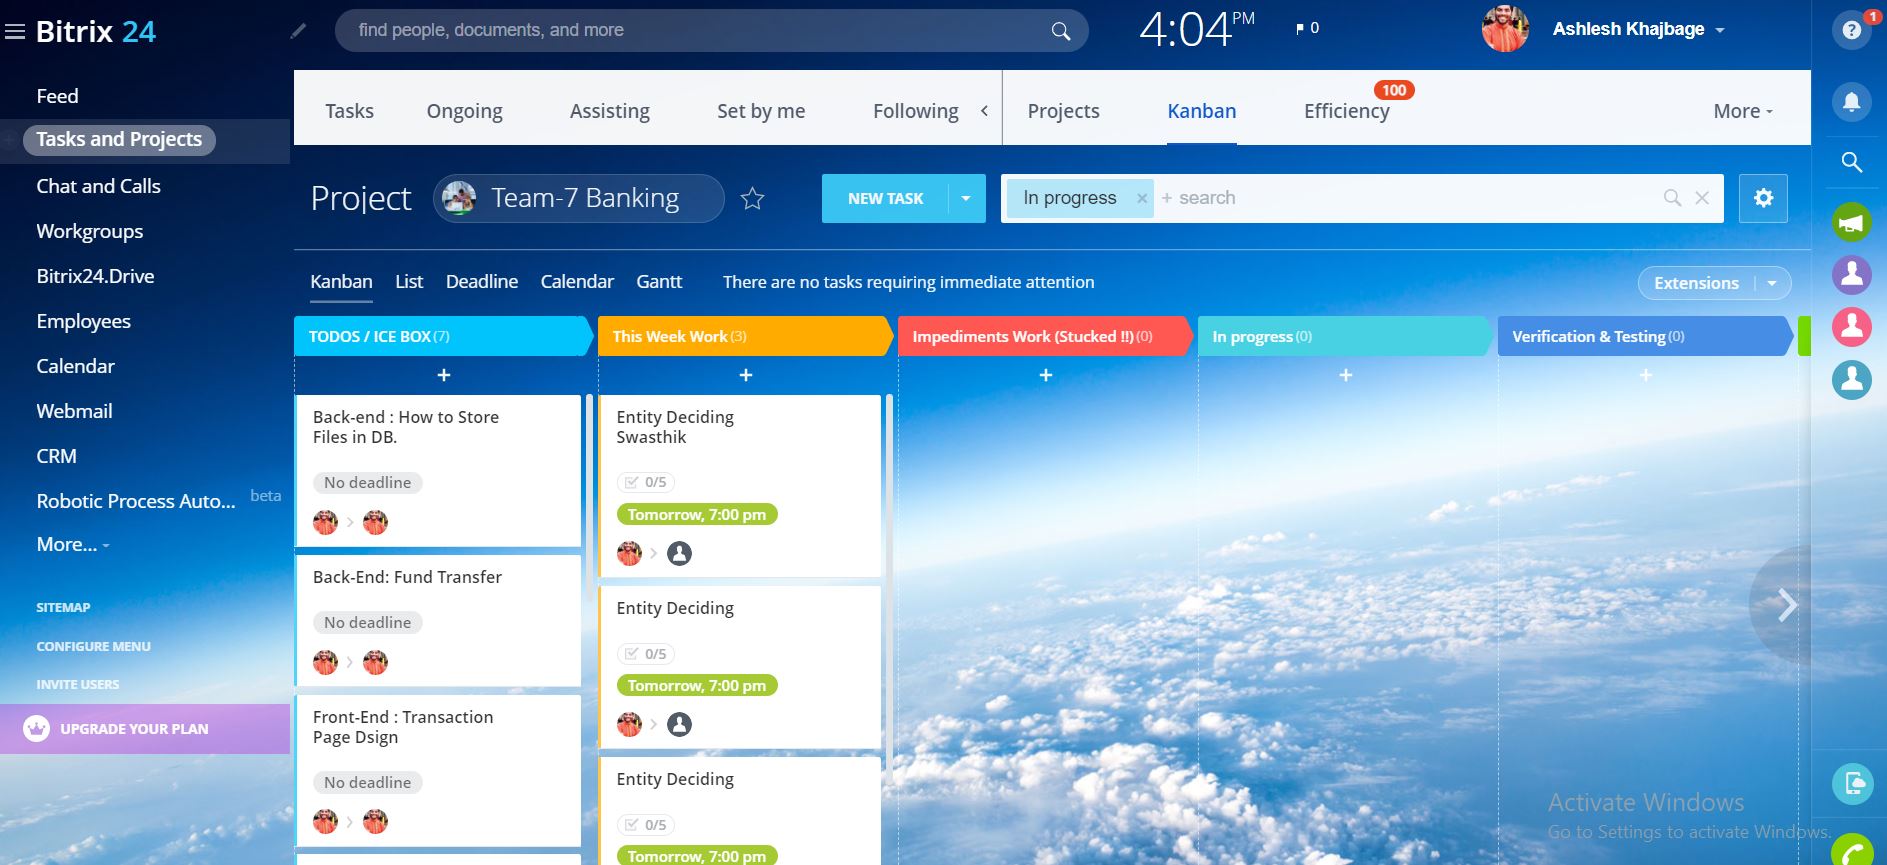 Bitrix 24
find people, documents, and more
4:04 PM
0
Ashlesh Khajbage
1
Feed
Tasks and Projects
Chat and Calls
Workgroups
Bitrix24.Drive
Employees
Calendar
Webmail
CRM
Robotic Process Auto... beta
More...
SITEMAP
CONFIGURE MENU
INVITE USERS
UPGRADE YOUR PLAN
Tasks
Ongoing
Assisting
Set by me
Following
Projects
Kanban
Efficiency
100
More
Project
Team-7 Banking
NEW TASK
In progress
+ search
Kanban
List
Deadline
Calendar
Gantt
There are no tasks requiring immediate attention
Extensions
TODOS / ICE BOX (7)
Back-end : How to Store
Files in DB.
No deadline
Back-End: Fund Transfer
No deadline
Front-End : Transaction
Page Dsign
No deadline
This Week Work (3)
Entity Deciding
Swasthik
0/5
Tomorrow, 7:00 pm
Entity Deciding
0/5
Tomorrow, 7:00 pm
Entity Deciding
0/5
Tomorrow, 7:00 pm
Impediments Work (Stucked !!) (0)
In progress (0)
Verification & Testing (0)
Activate Windows
Go to Settings to activate Windows.